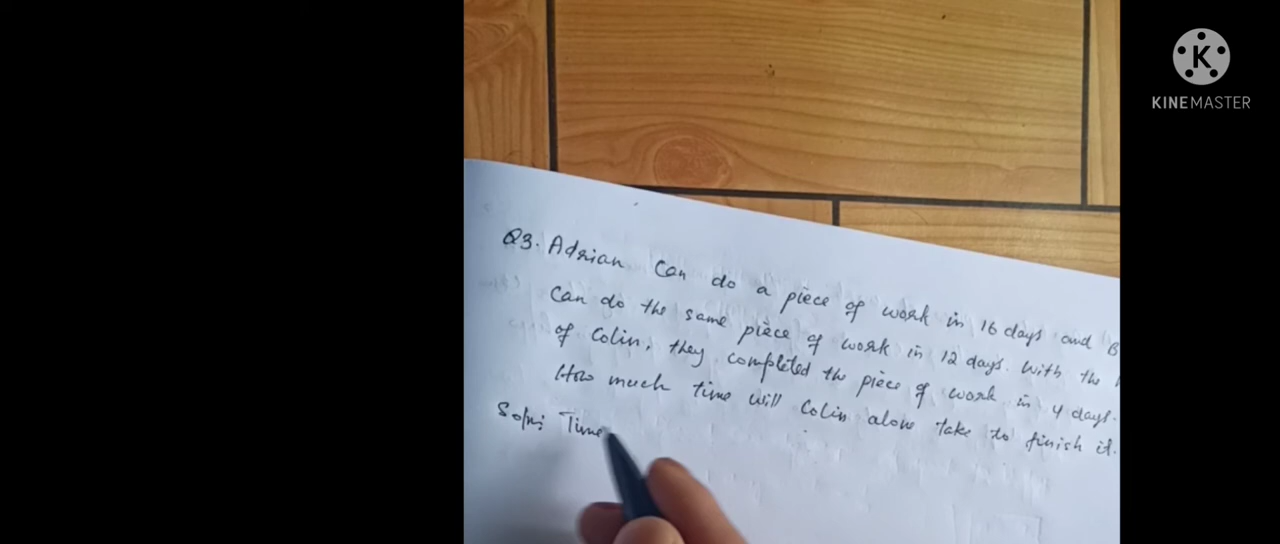 KINEMASTER
Q3. Adrian Can do a piece of work in 16 days and B
Can do the same piece of work in 12 days. With the
of Colin, they completed the piece of work in 4 days.
How much time will Colin alone take to finish it.
Soln: Time